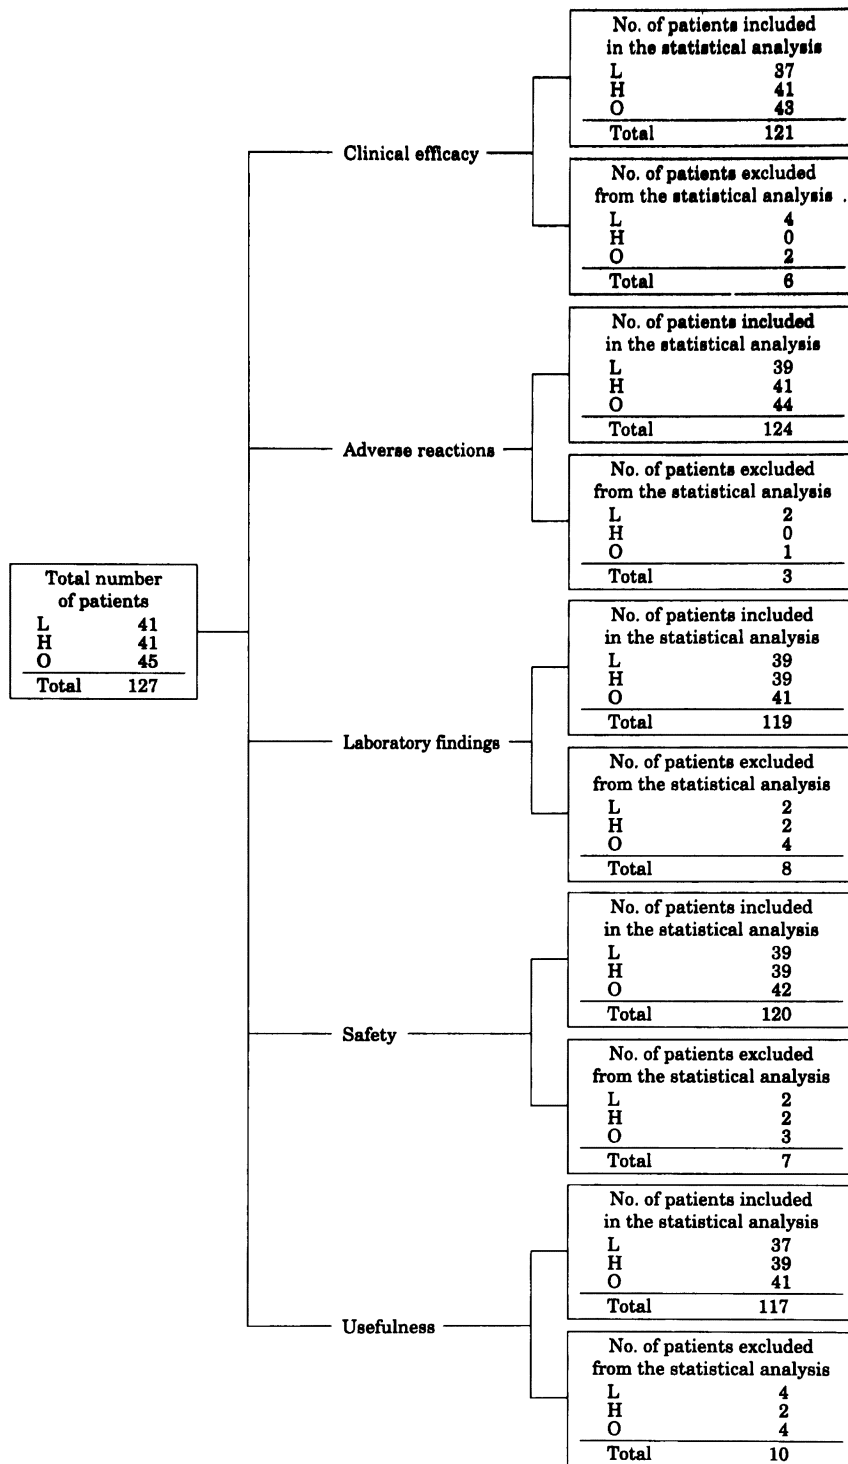 No. of patients included
in the statistical analysis
L 37
H 41
O 43
Total 121
Clinical efficacy
No. of patients excluded
from the statistical analysis .
L 4
H 0
O 2
Total 6
No. of patients included
in the statistical analysis
L 39
H 41
O 44
Total 124
Adverse reactions
No. of patients excluded
from the statistical analysis
L 2
H 0
O 1
Total 3
Total number
of patients
L 41
H 41
O 45
Total 127
No. of patients included
in the statistical analysis
L 39
H 39
O 41
Total 119
Laboratory findings
No. of patients excluded
from the statistical analysis
L 2
H 2
O 4
Total 8
No. of patients included
in the statistical analysis
L 39
H 39
O 42
Total 120
Safety
No. of patients excluded
from the statistical analysis
L 2
H 2
O 3
Total 7
No. of patients included
in the statistical analysis
L 37
H 39
O 41
Total 117
Usefulness
No. of patients excluded
from the statistical analysis
L 4
H 2
O 4
Total 10